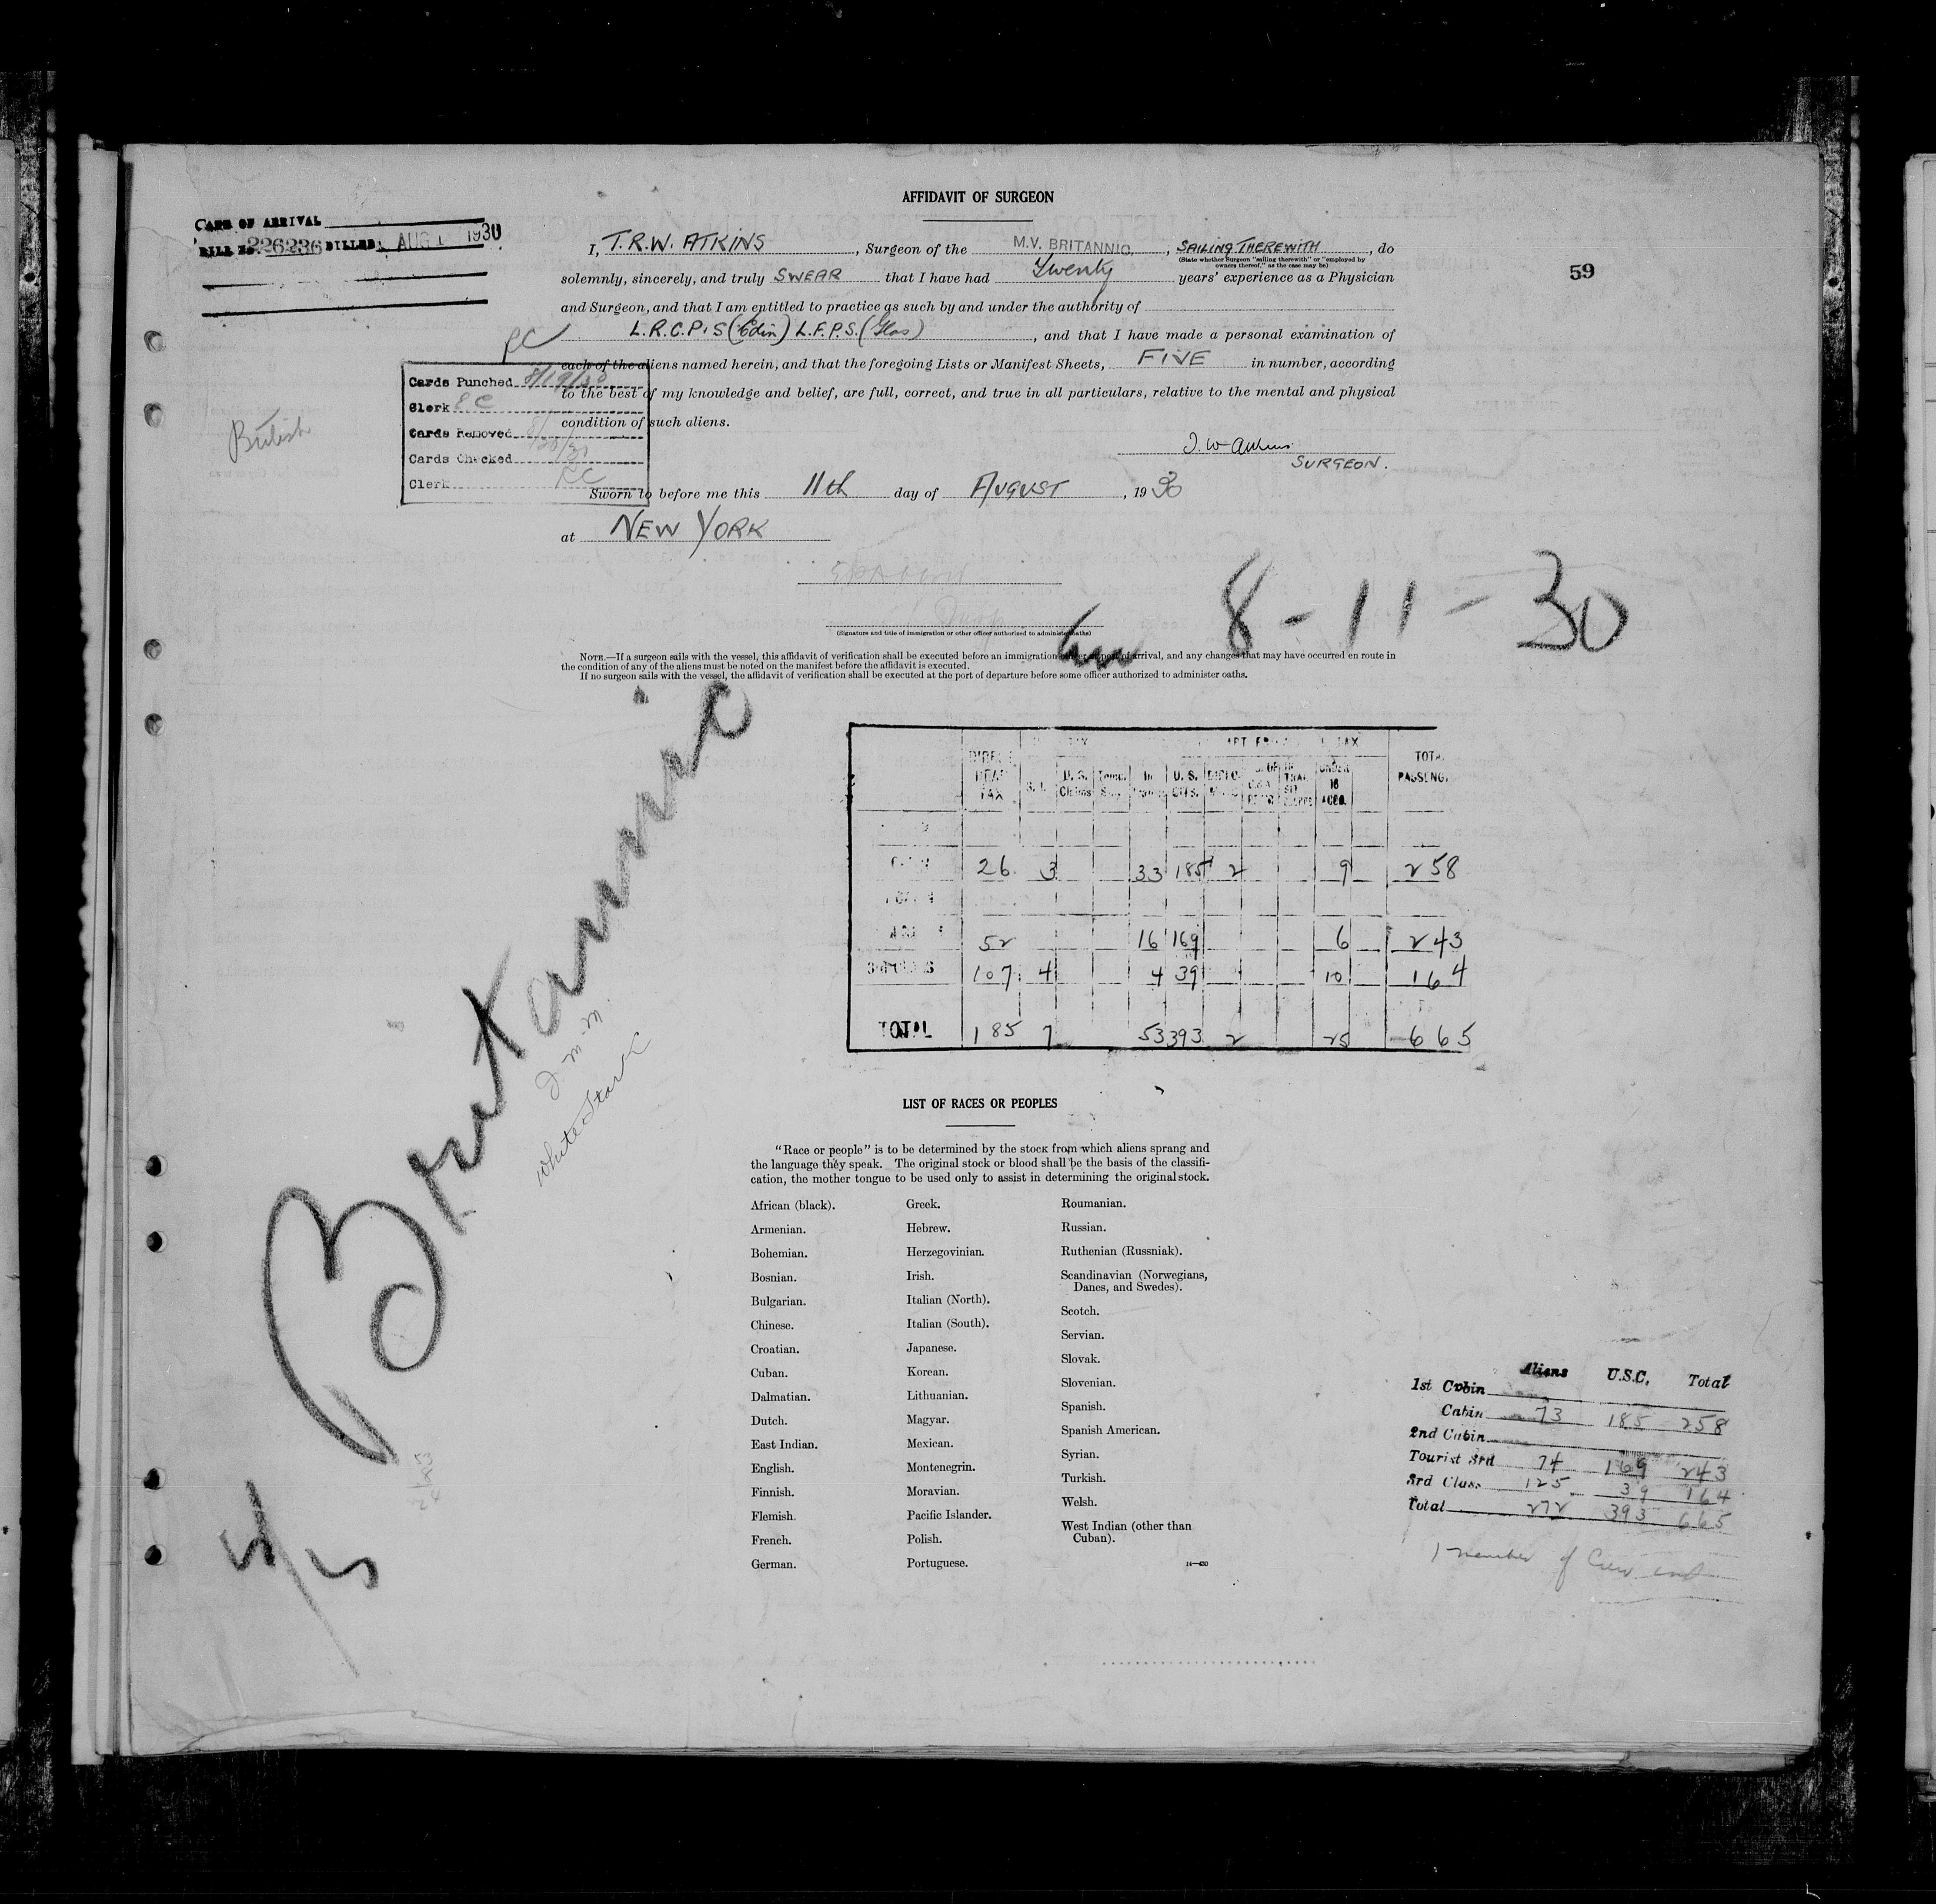 AFFIDAVIT OF SURGEON
59
OF ARRIVAL
BILL No. 226236 BILLED AUG 1 1930
I, T.R.W. ATKINS, Surgeon of the M.V. BRITANNIC, SAILING THEREWITH, do
(State whether Surgeon "sailing therewith" or "employed by
owners thereof," as the case may be)
solemnly, sincerely, and truly SWEAR that I have had Twenty years' experience as a Physician
and Surgeon, and that I am entitled to practice as such by and under the authority of
L.R.C.P.&S (Edin) L.F.P.S. (Glas), and that I have made a personal examination of
each of the aliens named herein, and that the foregoing Lists or Manifest Sheets, FIVE in number, according
to the best of my knowledge and belief, are full, correct, and true in all particulars, relative to the mental and physical
condition of such aliens.
SURGEON.
Sworn to before me this 11th day of AUGUST, 1930
at NEW YORK
Cards Punched 8/19/30
Clerk
Cards Removed
Cards Checked
Clerk
British
(Signature and title of immigration or other officer authorized to administer oaths)
8-11-30
NOTE.—If a surgeon sails with the vessel, this affidavit of verification shall be executed before an immigration officer at port of arrival, and any changes that may have occurred en route in
the condition of any of the aliens must be noted on the manifest before the affidavit is executed.
If no surgeon sails with the vessel, the affidavit of verification shall be executed at the port of departure before some officer authorized to administer oaths.
Britannic
White Star
DIRECT HEAD TAX U.S. Claims U.S. CITS. UNDER 16 ACCO. TOTAL PASSENG.
26 3 33 185 2 9 258
52 16 169 6 243
107 4 4 39 10 164
TOTAL 185 7 53 393 2 25 665
LIST OF RACES OR PEOPLES
"Race or people" is to be determined by the stock from which aliens sprang and
the language they speak. The original stock or blood shall be the basis of the classifi-
cation, the mother tongue to be used only to assist in determining the original stock.
African (black).
Armenian.
Bohemian.
Bosnian.
Bulgarian.
Chinese.
Croatian.
Cuban.
Dalmatian.
Dutch.
East Indian.
English.
Finnish.
Flemish.
French.
German.
Greek.
Hebrew.
Herzegovinian.
Irish.
Italian (North).
Italian (South).
Japanese.
Korean.
Lithuanian.
Magyar.
Mexican.
Montenegrin.
Moravian.
Pacific Islander.
Polish.
Portuguese.
Roumanian.
Russian.
Ruthenian (Russniak).
Scandinavian (Norwegians,
Danes, and Swedes).
Scotch.
Servian.
Slovak.
Slovenian.
Spanish.
Spanish American.
Syrian.
Turkish.
Welsh.
West Indian (other than
Cuban).
Aliens U.S.C. Total
1st Cabin
Cabin 73 185 258
2nd Cabin
Tourist 3rd 74 169 243
3rd Class 125 39 164
Total 272 393 665
1 member of Crew